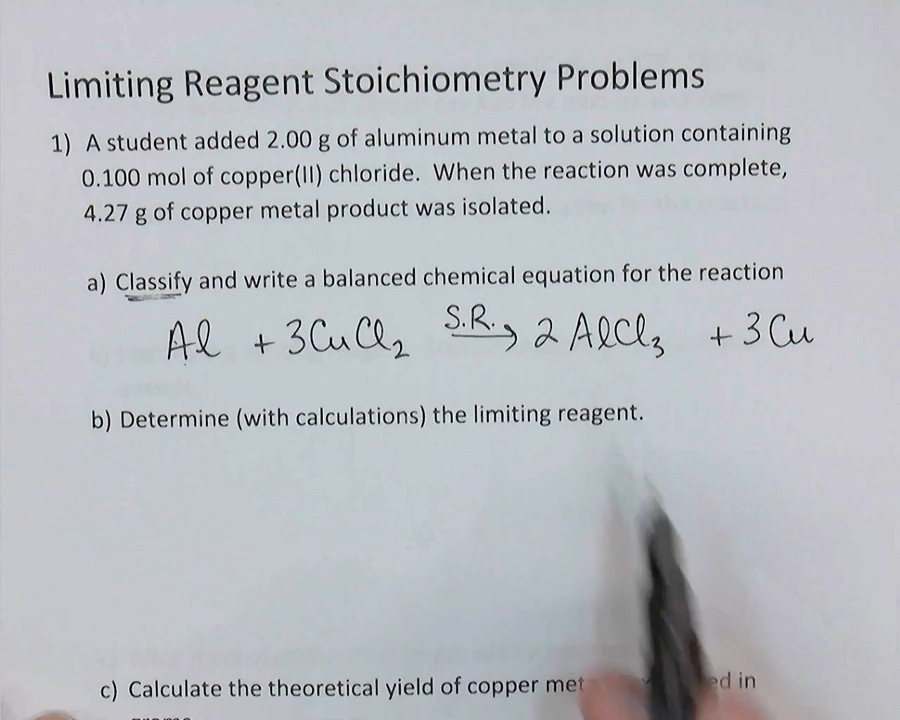 Limiting Reagent Stoichiometry Problems
1) A student added 2.00 g of aluminum metal to a solution containing
0.100 mol of copper(II) chloride. When the reaction was complete,
4.27 g of copper metal product was isolated.
a) Classify and write a balanced chemical equation for the reaction
Al + 3CuCl₂ S.R.→ 2 AlCl₃ + 3 Cu
b) Determine (with calculations) the limiting reagent.
c) Calculate the theoretical yield of copper in